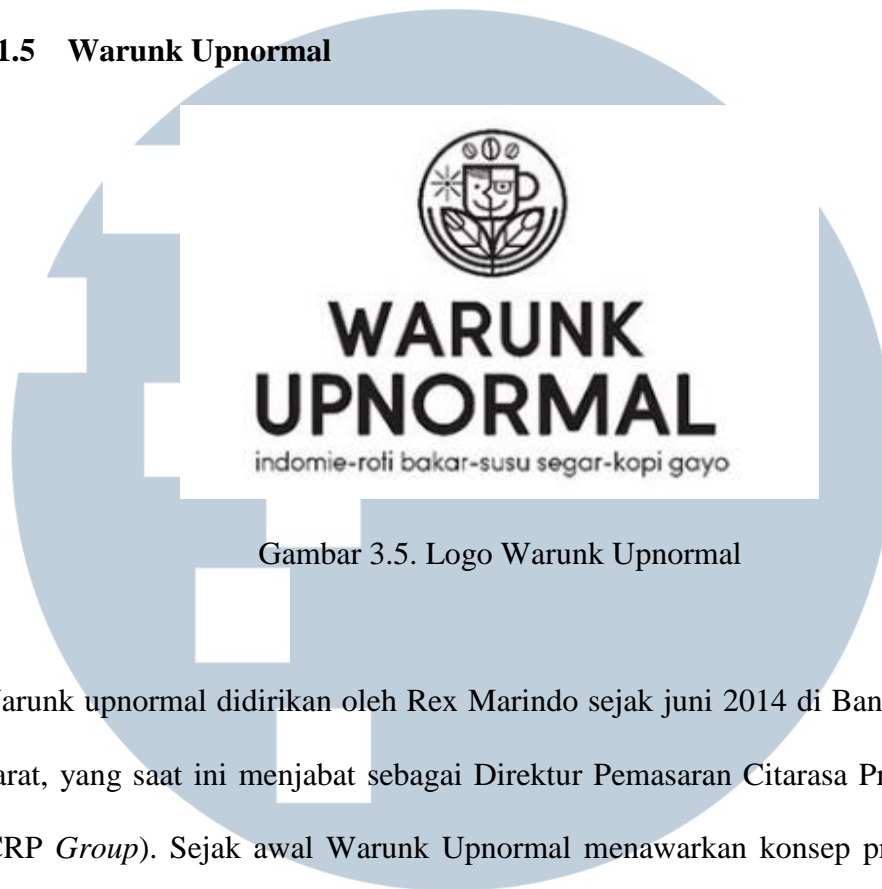 1.5 Warunk Upnormal
WARUNK
UPNORMAL
indomie-roti bakar-susu segar-kopi gayo
Gambar 3.5. Logo Warunk Upnormal
arunk upnormal didirikan oleh Rex Marindo sejak juni 2014 di Ban
arat, yang saat ini menjabat sebagai Direktur Pemasaran Citarasa Pr
CRP Group). Sejak awal Warunk Upnormal menawarkan konsep pr